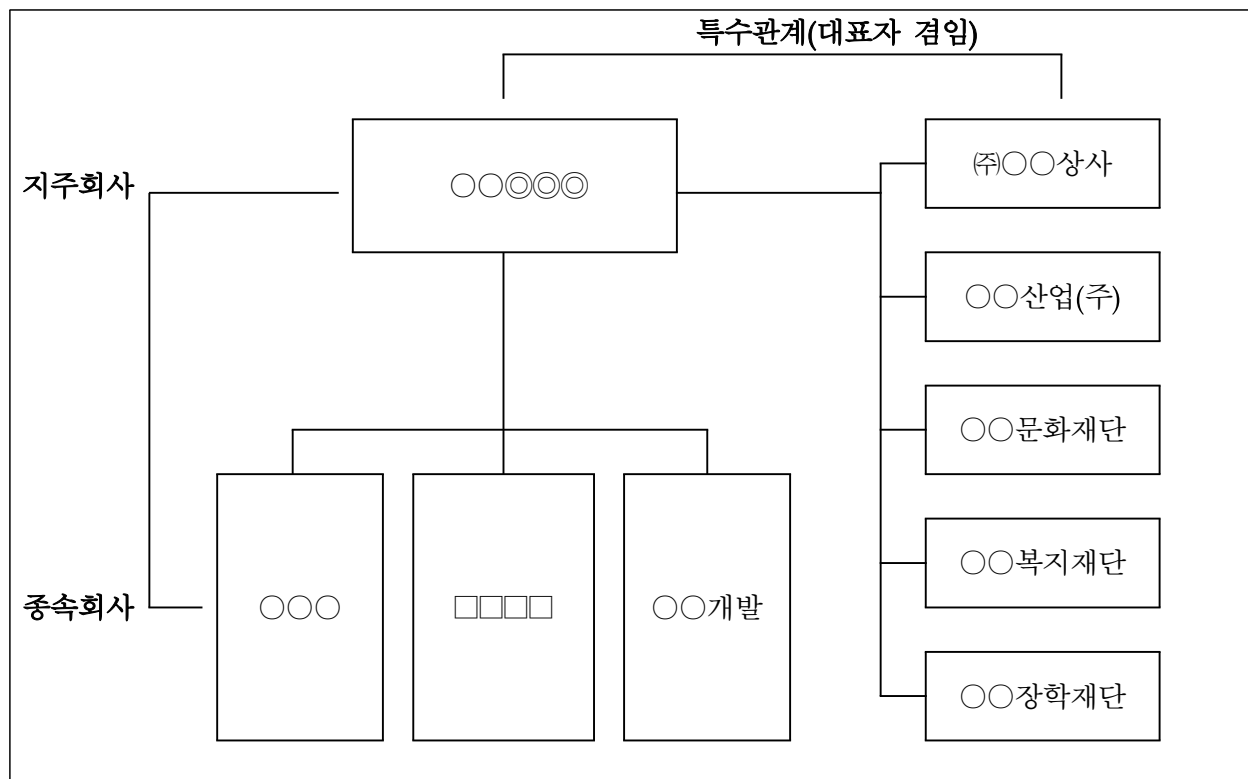 특수관계(대표자 겸임)
지주회사
○○◎◎◎
㈜○○상사
○○산업(주)
○○문화재단
○○복지재단
○○장학재단
종속회사
○○○
□□□□
○○개발